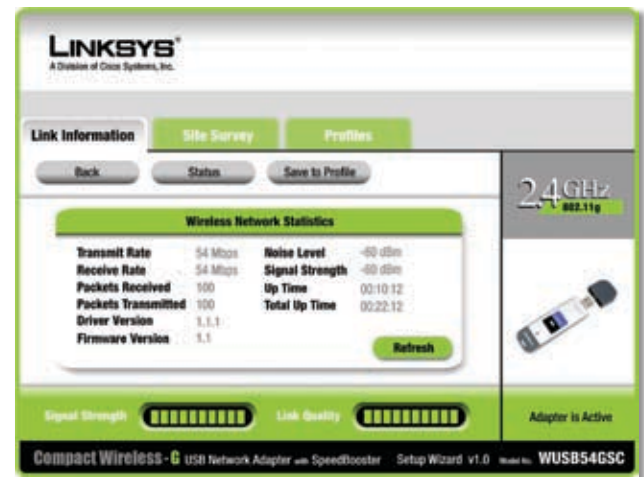 LINKSYS®
A Division of Cisco Systems, Inc.
Link Information
Site Survey
Profiles
Back
Status
Save to Profile
2.4 GHz
802.11g
Wireless Network Statistics
Transmit Rate 54 Mbps Noise Level -60 dBm
Receive Rate 54 Mbps Signal Strength -60 dBm
Packets Received 100 Up Time 00:10:12
Packets Transmitted 100 Total Up Time 00:22:12
Driver Version 1.1.1
Firmware Version 1.1
Refresh
Signal Strength
Link Quality
Adapter is Active
Compact Wireless-G USB Network Adapter with SpeedBooster Setup Wizard v1.0 Model No. WUSB54GSC